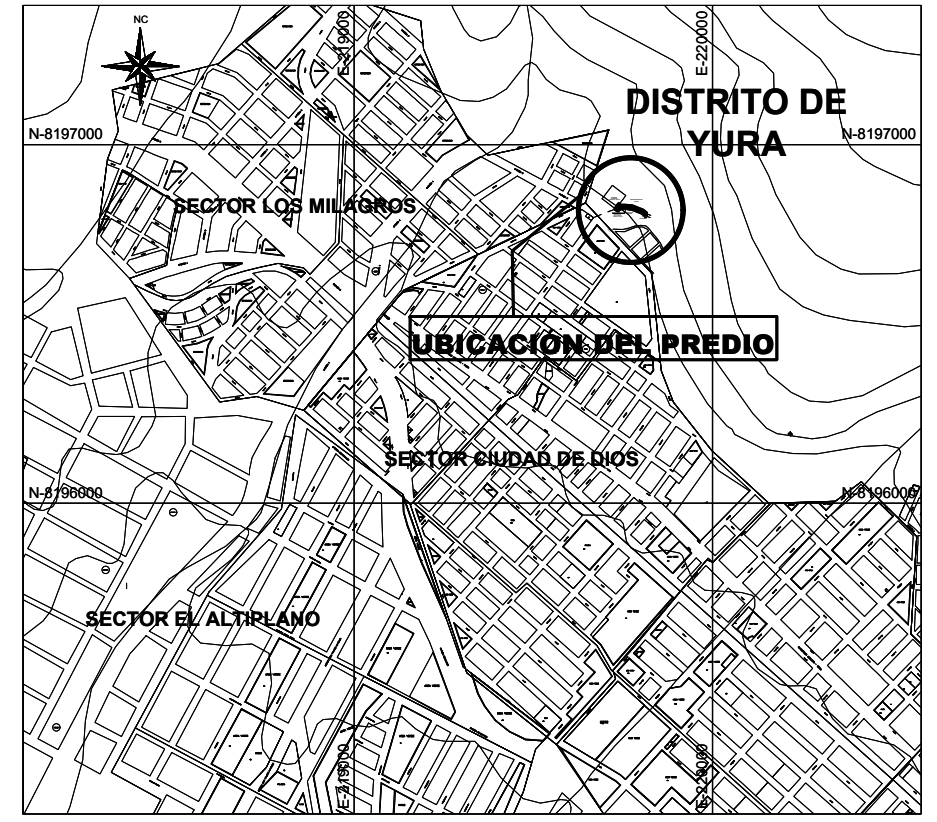 NC
E-219000
E-220000
DISTRITO DE
YURA
N-8197000
N-8197000
SECTOR LOS MILAGROS
UBICACIÓN DEL PREDIO
SECTOR CIUDAD DE DIOS
N-8196000
N-8196000
SECTOR EL ALTIPLANO
E-219000
E-220000